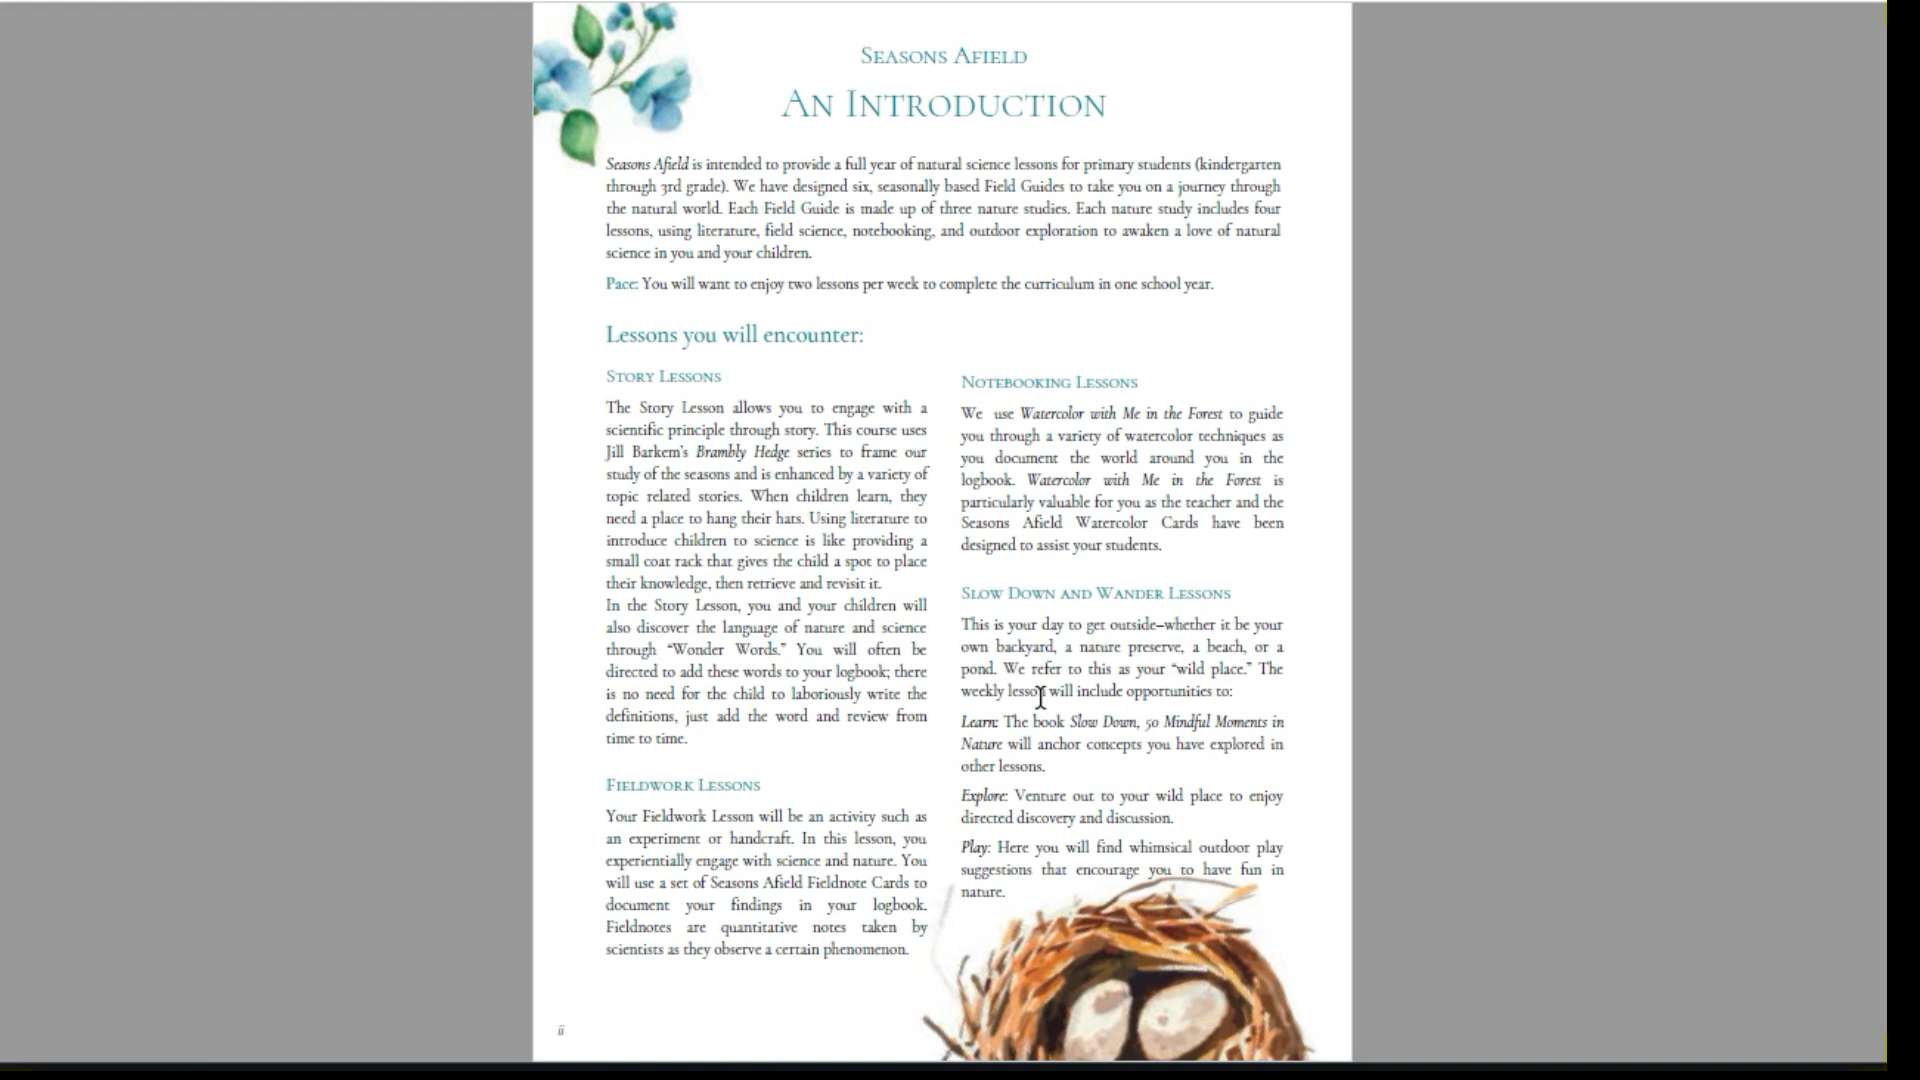 SEASONS AFIELD
AN INTRODUCTION
Seasons Afield is intended to provide a full year of natural science lessons for primary students (kindergarten
through 3rd grade). We have designed six, seasonally based Field Guides to take you on a journey through
the natural world. Each Field Guide is made up of three nature studies. Each nature study includes four
lessons, using literature, field science, notebooking, and outdoor exploration to awaken a love of natural
science in you and your children.
Pace: You will want to enjoy two lessons per week to complete the curriculum in one school year.
Lessons you will encounter:
STORY LESSONS
The Story Lesson allows you to engage with a
scientific principle through story. This course uses
Jill Barkem's Brambly Hedge series to frame our
study of the seasons and is enhanced by a variety of
topic related stories. When children learn, they
need a place to hang their hats. Using literature to
introduce children to science is like providing a
small coat rack that gives the child a spot to place
their knowledge, then retrieve and revisit it.
In the Story Lesson, you and your children will
also discover the language of nature and science
through “Wonder Words.” You will often be
directed to add these words to your logbook; there
is no need for the child to laboriously write the
definitions, just add the word and review from
time to time.
FIELDWORK LESSONS
Your Fieldwork Lesson will be an activity such as
an experiment or handcraft. In this lesson, you
experientially engage with science and nature. You
will use a set of Seasons Afield Fieldnote Cards to
document your findings in your logbook.
Fieldnotes are quantitative notes taken by
scientists as they observe a certain phenomenon.
NOTEBOOKING LESSONS
We use Watercolor with Me in the Forest to guide
you through a variety of watercolor techniques as
you document the world around you in the
logbook. Watercolor with Me in the Forest is
particularly valuable for you as the teacher and the
Seasons Afield Watercolor Cards have been
designed to assist your students.
SLOW DOWN AND WANDER LESSONS
This is your day to get outside–whether it be your
own backyard, a nature preserve, a beach, or a
pond. We refer to this as your “wild place.” The
weekly lesson will include opportunities to:
Learn: The book Slow Down, 50 Mindful Moments in
Nature will anchor concepts you have explored in
other lessons.
Explore: Venture out to your wild place to enjoy
directed discovery and discussion.
Play: Here you will find whimsical outdoor play
suggestions that encourage you to have fun in
nature.
ii